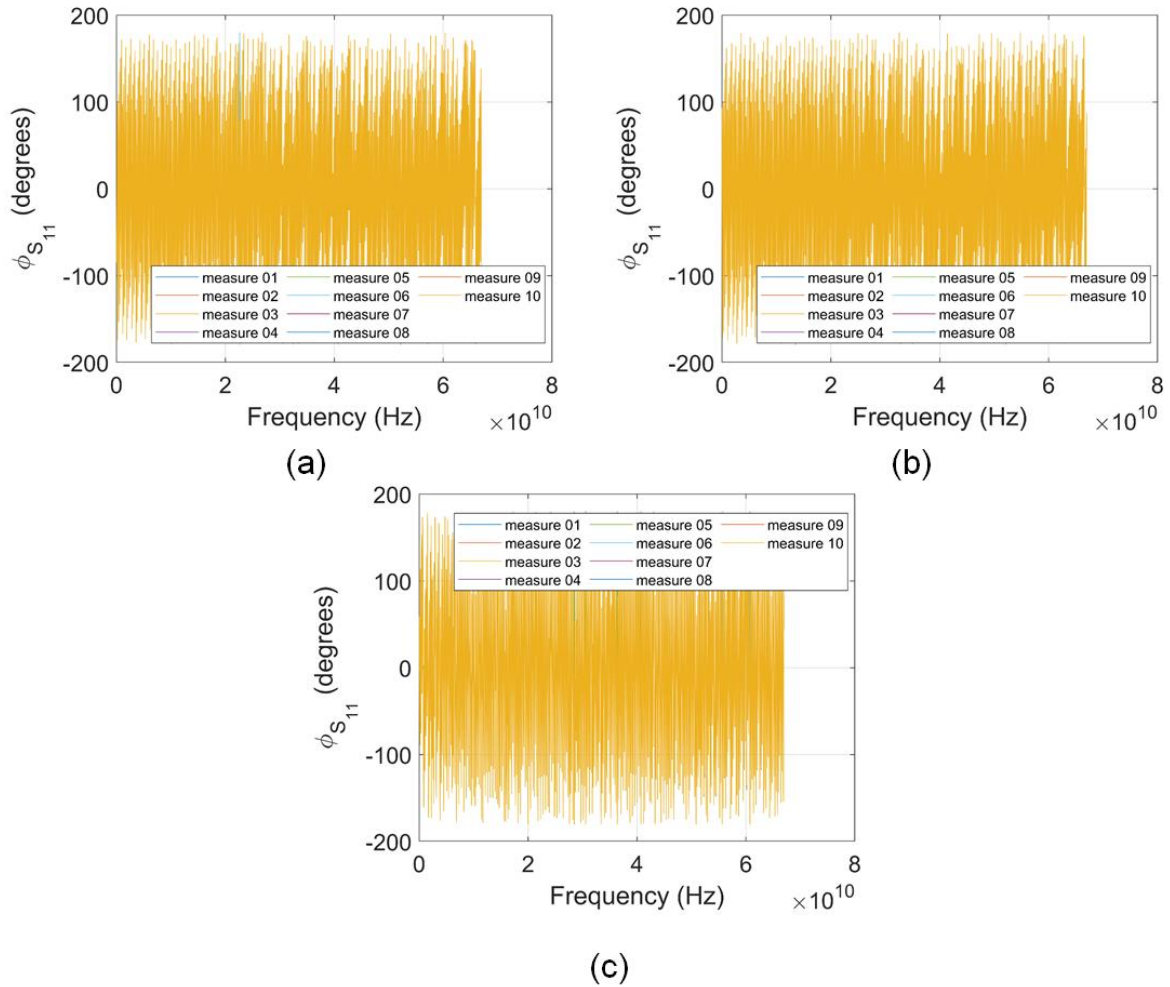 200
100
0
-100
-200
ϕS11 (degrees)
measure 01 measure 05 measure 09
measure 02 measure 06 measure 10
measure 03 measure 07
measure 04 measure 08
0 2 4 6 8
Frequency (Hz) ×10^10
(a)
200
100
0
-100
-200
ϕS11 (degrees)
measure 01 measure 05 measure 09
measure 02 measure 06 measure 10
measure 03 measure 07
measure 04 measure 08
0 2 4 6 8
Frequency (Hz) ×10^10
(b)
200
100
0
-100
-200
ϕS11 (degrees)
measure 01 measure 05 measure 09
measure 02 measure 06 measure 10
measure 03 measure 07
measure 04 measure 08
0 2 4 6 8
Frequency (Hz) ×10^10
(c)